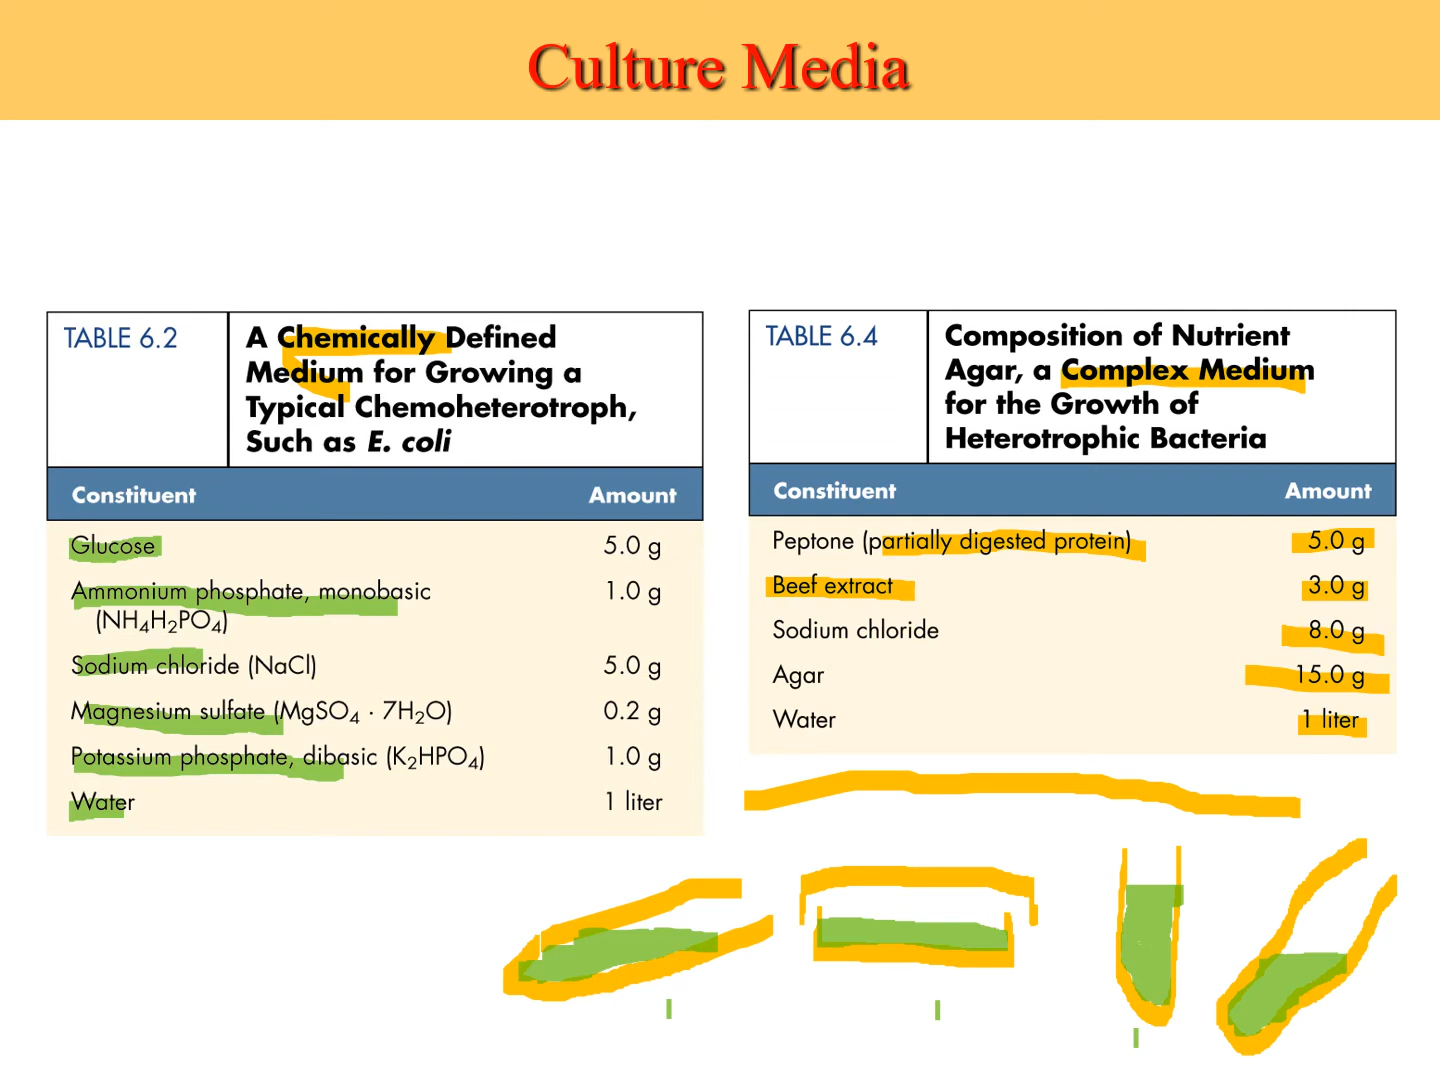 Culture Media
TABLE 6.2
A Chemically Defined
Medium for Growing a
Typical Chemoheterotroph,
Such as E. coli
Constituent Amount
Glucose 5.0 g
Ammonium phosphate, monobasic 1.0 g
(NH₄H₂PO₄)
Sodium chloride (NaCl) 5.0 g
Magnesium sulfate (MgSO₄ · 7H₂O) 0.2 g
Potassium phosphate, dibasic (K₂HPO₄) 1.0 g
Water 1 liter
TABLE 6.4
Composition of Nutrient
Agar, a Complex Medium
for the Growth of
Heterotrophic Bacteria
Constituent Amount
Peptone (partially digested protein) 5.0 g
Beef extract 3.0 g
Sodium chloride 8.0 g
Agar 15.0 g
Water 1 liter